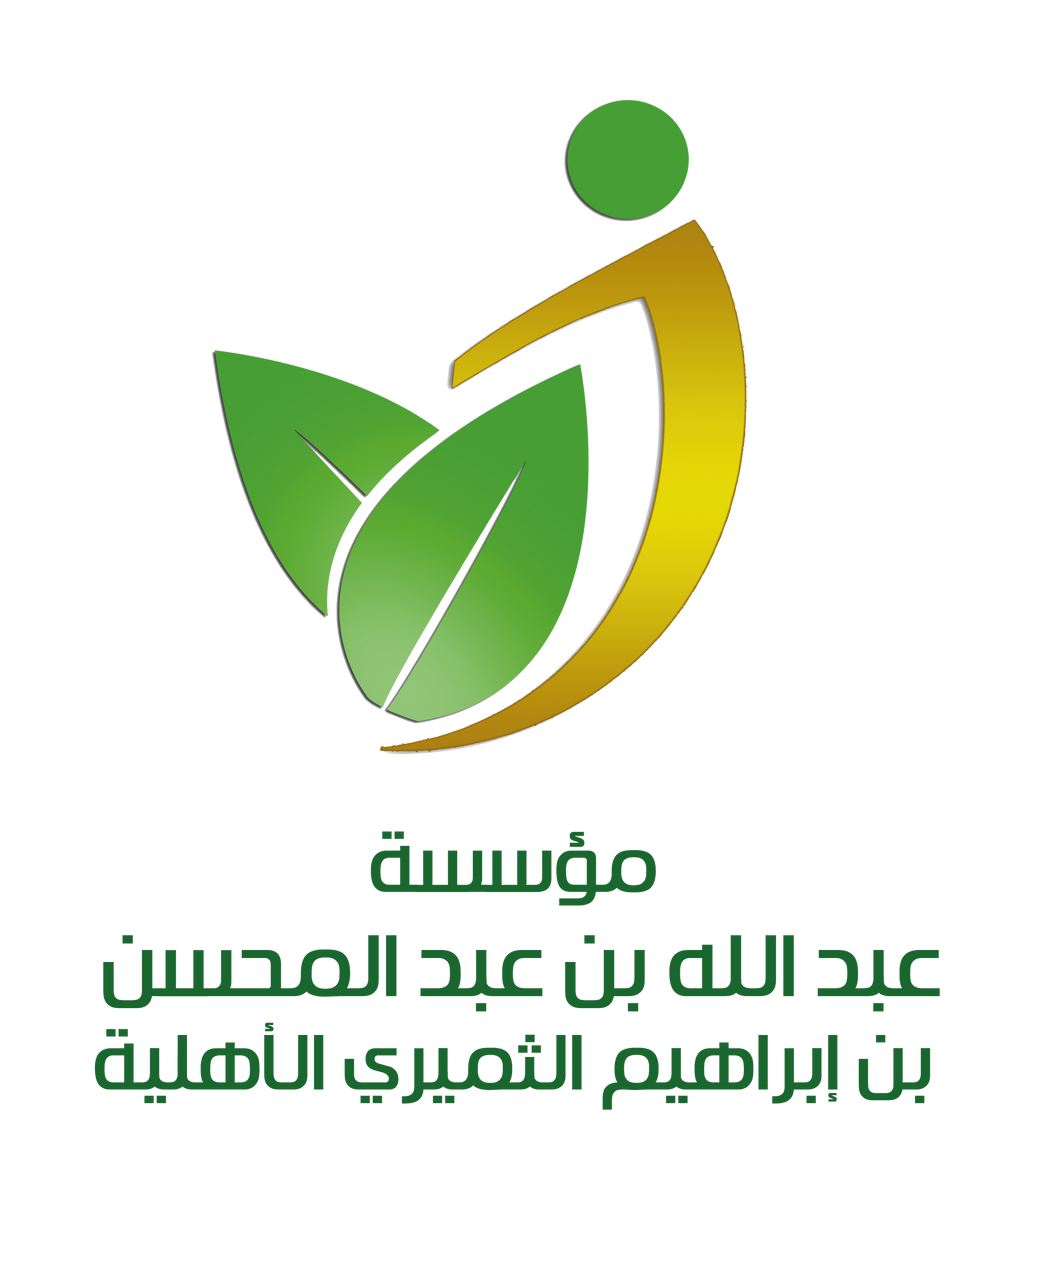 مؤسسة
عبد الله بن عبد المحسن
بن إبراهيم الثميري الأهلية